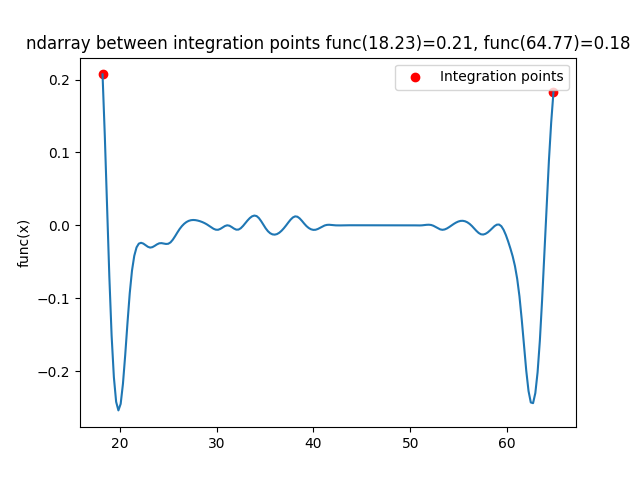 ndarray between integration points func(18.23)=0.21, func(64.77)=0.18
Integration points
func(x)
0.2
0.1
0.0
−0.1
−0.2
20 30 40 50 60